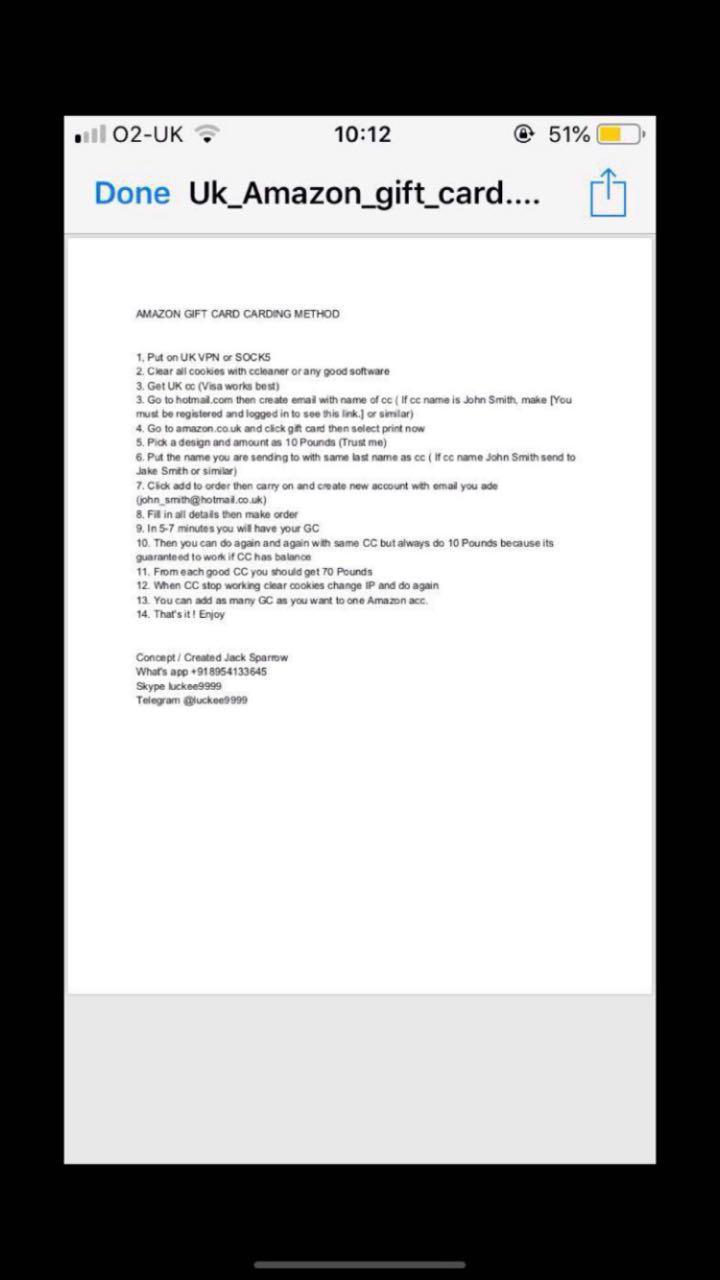 O2-UK 10:12 51%
Done Uk_Amazon_gift_card....
AMAZON GIFT CARD CARDING METHOD
1. Put on UK VPN or SOCK5
2. Clear all cookies with ccleaner or any good software
3. Get UK cc (Visa works best)
3. Go to hotmail.com then create email with name of cc ( If cc name is John Smith, make [You
must be registered and logged in to see this link.] or similar)
4. Go to amazon.co.uk and click gift card then select print now
5. Pick a design and amount as 10 Pounds (Trust me)
6. Put the name you are sending to with same last name as cc ( If cc name John Smith send to
Jake Smith or similar)
7. Click add to order then carry on and create new account with email you ade
(john_smith@hotmail.co.uk)
8. Fill in all details then make order
9. In 5-7 minutes you will have your GC
10. Then you can do again and again with same CC but always do 10 Pounds because its
guaranteed to work if CC has balance
11. From each good CC you should get 70 Pounds
12. When CC stop working clear cookies change IP and do again
13. You can add as many GC as you want to one Amazon acc.
14. That's it ! Enjoy
Concept / Created Jack Sparrow
What's app +918954133645
Skype luckee9999
Telegram @luckee9999